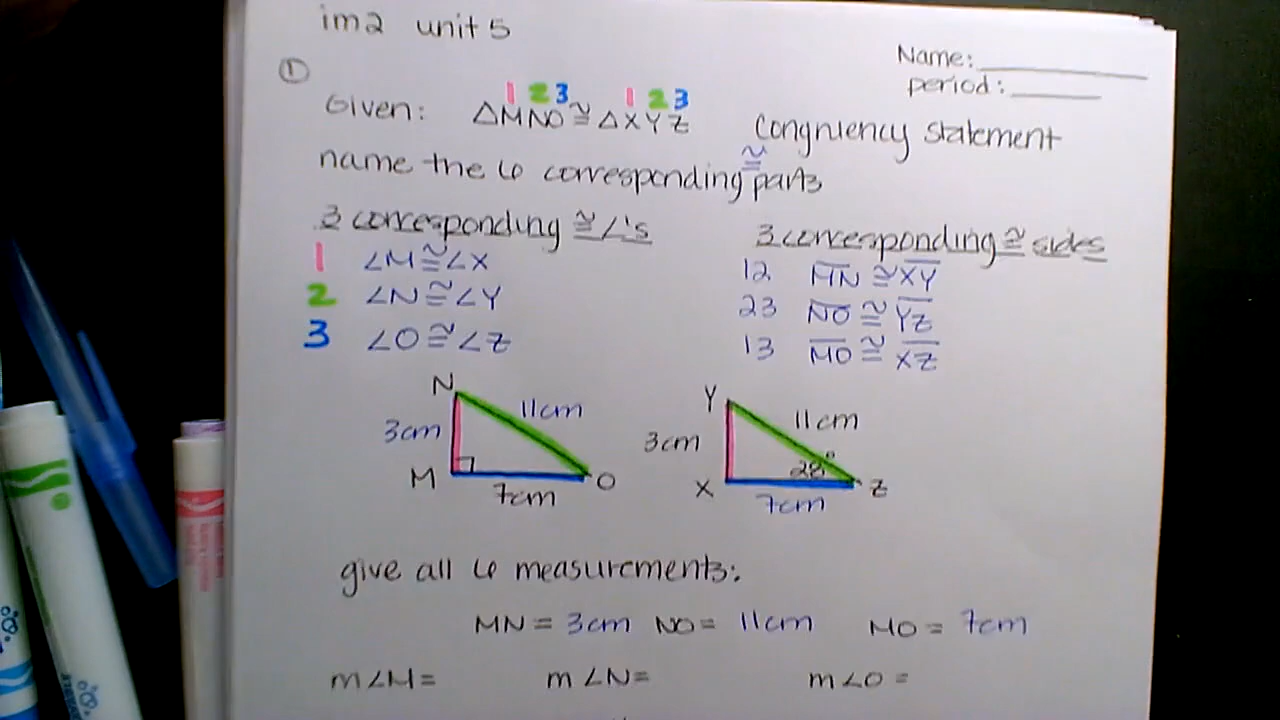 im2 unit 5
Name:
period:
①
1 2 3 1 2 3
Given: △MNO ≅ △XYZ congruency statement
name the 6 corresponding ≅ parts
3 corresponding ≅ ∠'s
3 corresponding ≅ sides
1 ∠M ≅ ∠X
2 ∠N ≅ ∠Y
3 ∠O ≅ ∠Z
12 MN ≅ XY
23 NO ≅ YZ
13 MO ≅ XZ
N
11cm
3cm
M
O
7cm
Y
11cm
3cm
28°
X
Z
7cm
give all 6 measurements:
MN = 3cm NO = 11cm MO = 7cm
m∠M= m∠N= m∠O =